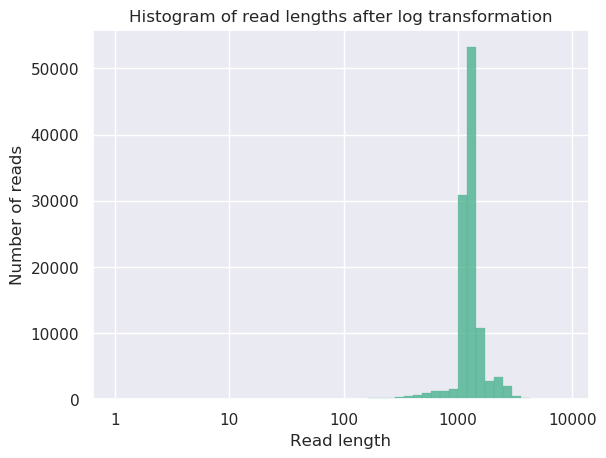 Histogram of read lengths after log transformation
50000
40000
30000
20000
10000
0
Number of reads
1 10 100 1000 10000
Read length